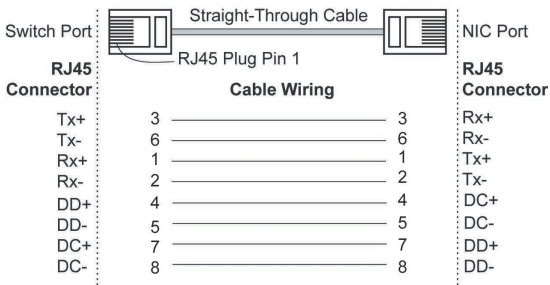 Straight-Through Cable
Switch Port NIC Port
RJ45 Plug Pin 1
RJ45 Connector Cable Wiring RJ45 Connector
Tx+ 3 3 Rx+
Tx- 6 6 Rx-
Rx+ 1 1 Tx+
Rx- 2 2 Tx-
DD+ 4 4 DC+
DD- 5 5 DC-
DC+ 7 7 DD+
DC- 8 8 DD-